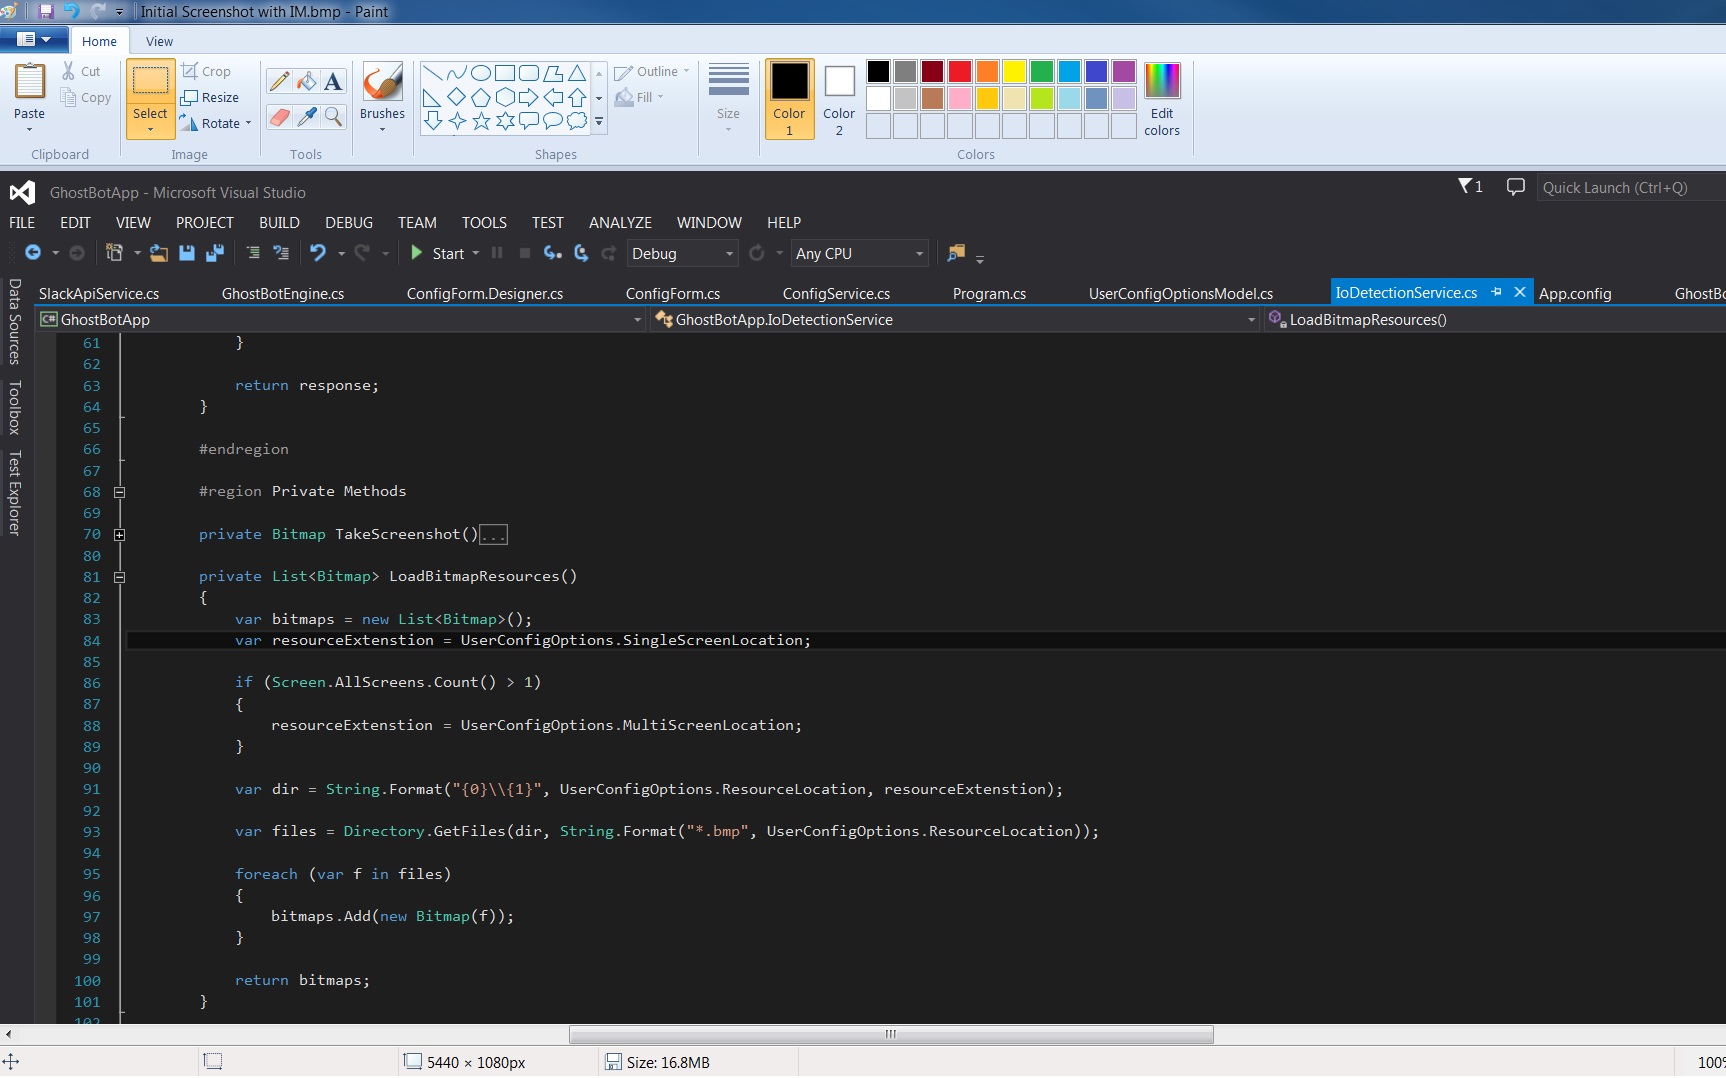 Initial Screenshot with IM.bmp - Paint
Home View
Paste
Cut
Copy
Clipboard
Select
Crop
Resize
Rotate
Image
A
Tools
Brushes
Outline
Fill
Shapes
Size
Color 1
Color 2
Edit colors
Colors
GhostBotApp - Microsoft Visual Studio
1
Quick Launch (Ctrl+Q)
FILE EDIT VIEW PROJECT BUILD DEBUG TEAM TOOLS TEST ANALYZE WINDOW HELP
Start Debug Any CPU
Data Sources
Toolbox
Test Explorer
SlackApiService.cs GhostBotEngine.cs ConfigForm.Designer.cs ConfigForm.cs ConfigService.cs Program.cs UserConfigOptionsModel.cs IoDetectionService.cs App.config GhostBo
C# GhostBotApp GhostBotApp.IoDetectionService LoadBitmapResources()
61 }
62
63 return response;
64 }
65
66 #endregion
67
68 #region Private Methods
69
70 private Bitmap TakeScreenshot()...
80
81 private List<Bitmap> LoadBitmapResources()
82 {
83 var bitmaps = new List<Bitmap>();
84 var resourceExtenstion = UserConfigOptions.SingleScreenLocation;
85
86 if (Screen.AllScreens.Count() > 1)
87 {
88 resourceExtenstion = UserConfigOptions.MultiScreenLocation;
89 }
90
91 var dir = String.Format("{0}\\{1}", UserConfigOptions.ResourceLocation, resourceExtenstion);
92
93 var files = Directory.GetFiles(dir, String.Format("*.bmp", UserConfigOptions.ResourceLocation));
94
95 foreach (var f in files)
96 {
97 bitmaps.Add(new Bitmap(f));
98 }
99
100 return bitmaps;
101 }
102
5440 × 1080px Size: 16.8MB 100%